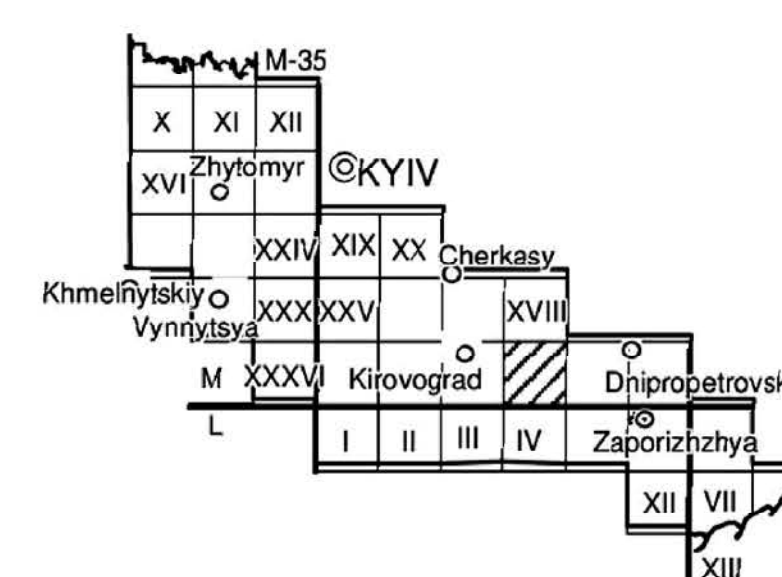 M-35
X XI XII
Zhytomyr
KYIV
XVI
XXIV XIX XX Cherkasy
Khmelnytskiy
XXX XXV XVIII
Vynnytsya
M XXXVI Kirovograd Dnipropetrovsk
L
I II III IV Zaporizhzhya
XII VII
XIII